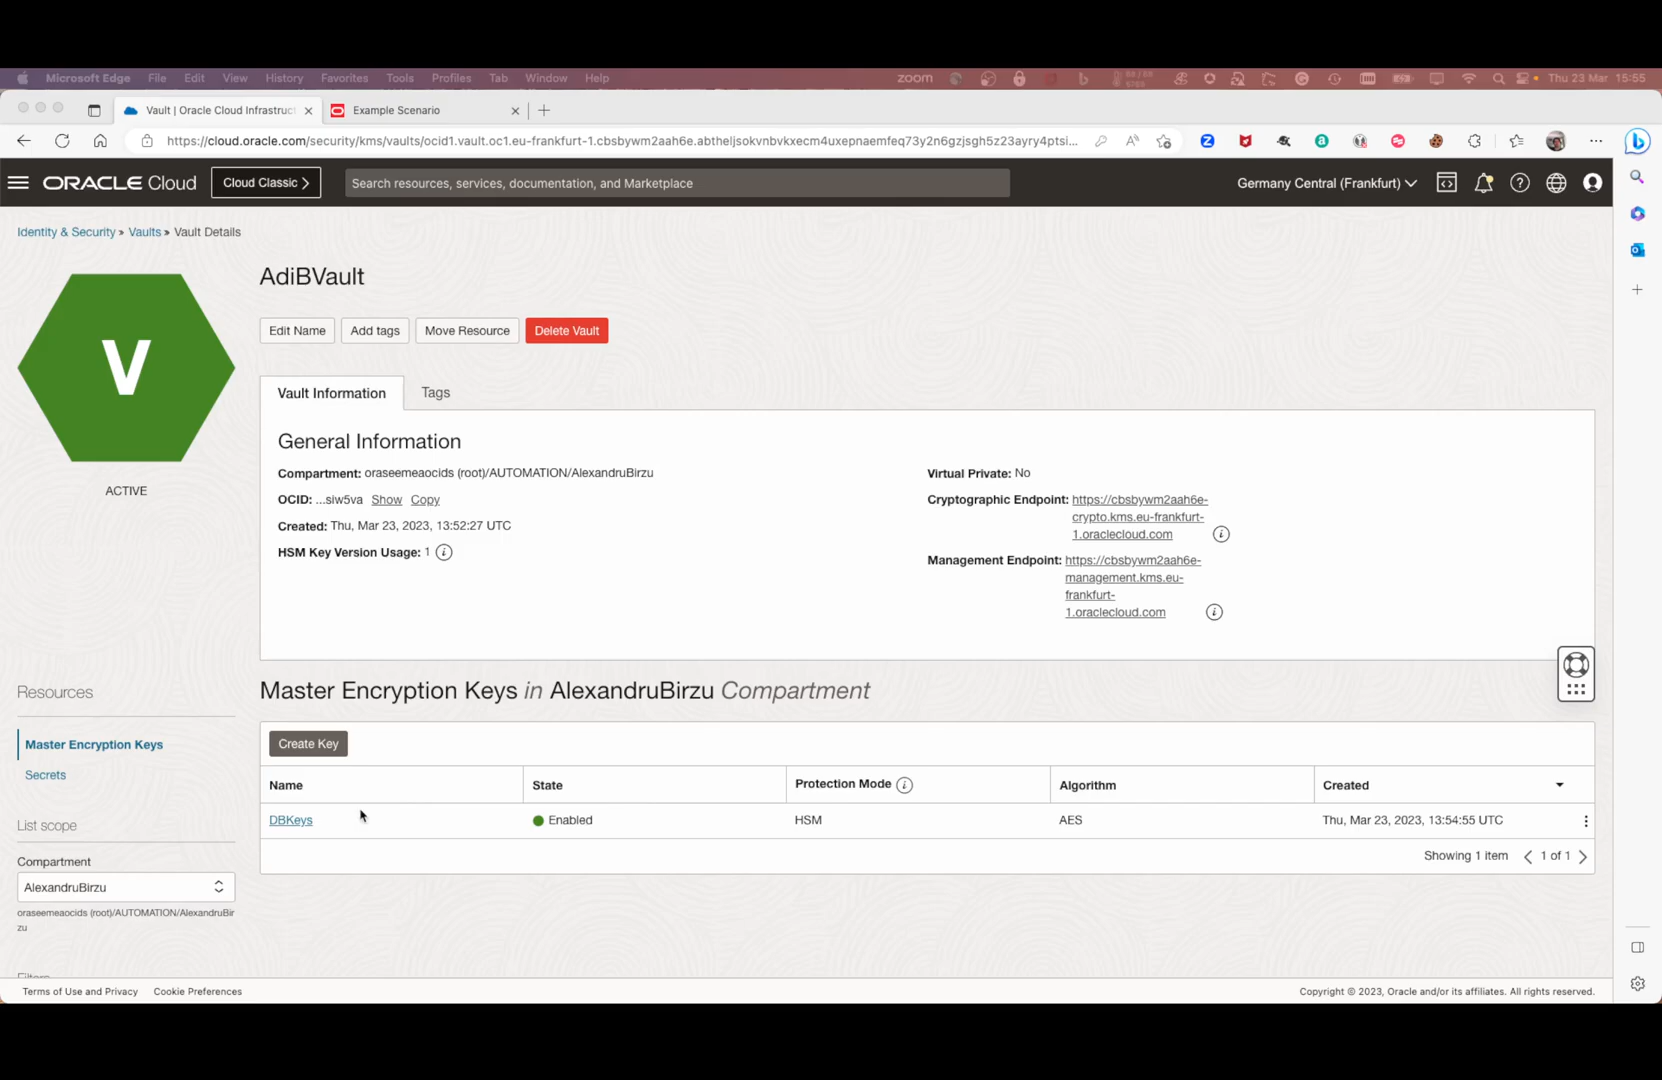 Microsoft Edge File Edit View History Favorites Tools Tab Window Help zoom Thu 23 Mar 15:55
Vault | Oracle Cloud Infrastruct Example Scenario
https://cloud.oracle.com/security/kms/vaults/ocid1.vault.oc1.eu-frankfurt-1.cbsbywm2aah6e.abtheljsokvnbvkxecm4uxepnaemfeq73y2n6gzjsgh5z23ayry4ptsi...
ORACLE Cloud Cloud Classic Search resources, services, documentation, and Marketplace Germany Central (Frankfurt)
Identity & Security » Vaults » Vault Details
V
ACTIVE
AdiBVault
Edit Name Add tags Move Resource Delete Vault
Vault Information Tags
General Information
Compartment: oraseemeaocids (root)/AUTOMATION/AlexandruBirzu
OCID: ...siw5va Show Copy
Created: Thu, Mar 23, 2023, 13:52:27 UTC
HSM Key Version Usage: 1
Virtual Private: No
Cryptographic Endpoint: https://cbsbywm2aah6e-
crypto.kms.eu-frankfurt-
1.oraclecloud.com
Management Endpoint: https://cbsbywm2aah6e-
management.kms.eu-
frankfurt-
1.oraclecloud.com
Resources
Master Encryption Keys
Secrets
List scope
Compartment
AlexandruBirzu
oraseemeaocids (root)/AUTOMATION/AlexandruBir
zu
Filters
Master Encryption Keys in AlexandruBirzu Compartment
Create Key
Name State Protection Mode Algorithm Created
DBKeys Enabled HSM AES Thu, Mar 23, 2023, 13:54:55 UTC
Showing 1 item 1 of 1
Terms of Use and Privacy Cookie Preferences Copyright © 2023, Oracle and/or its affiliates. All rights reserved.